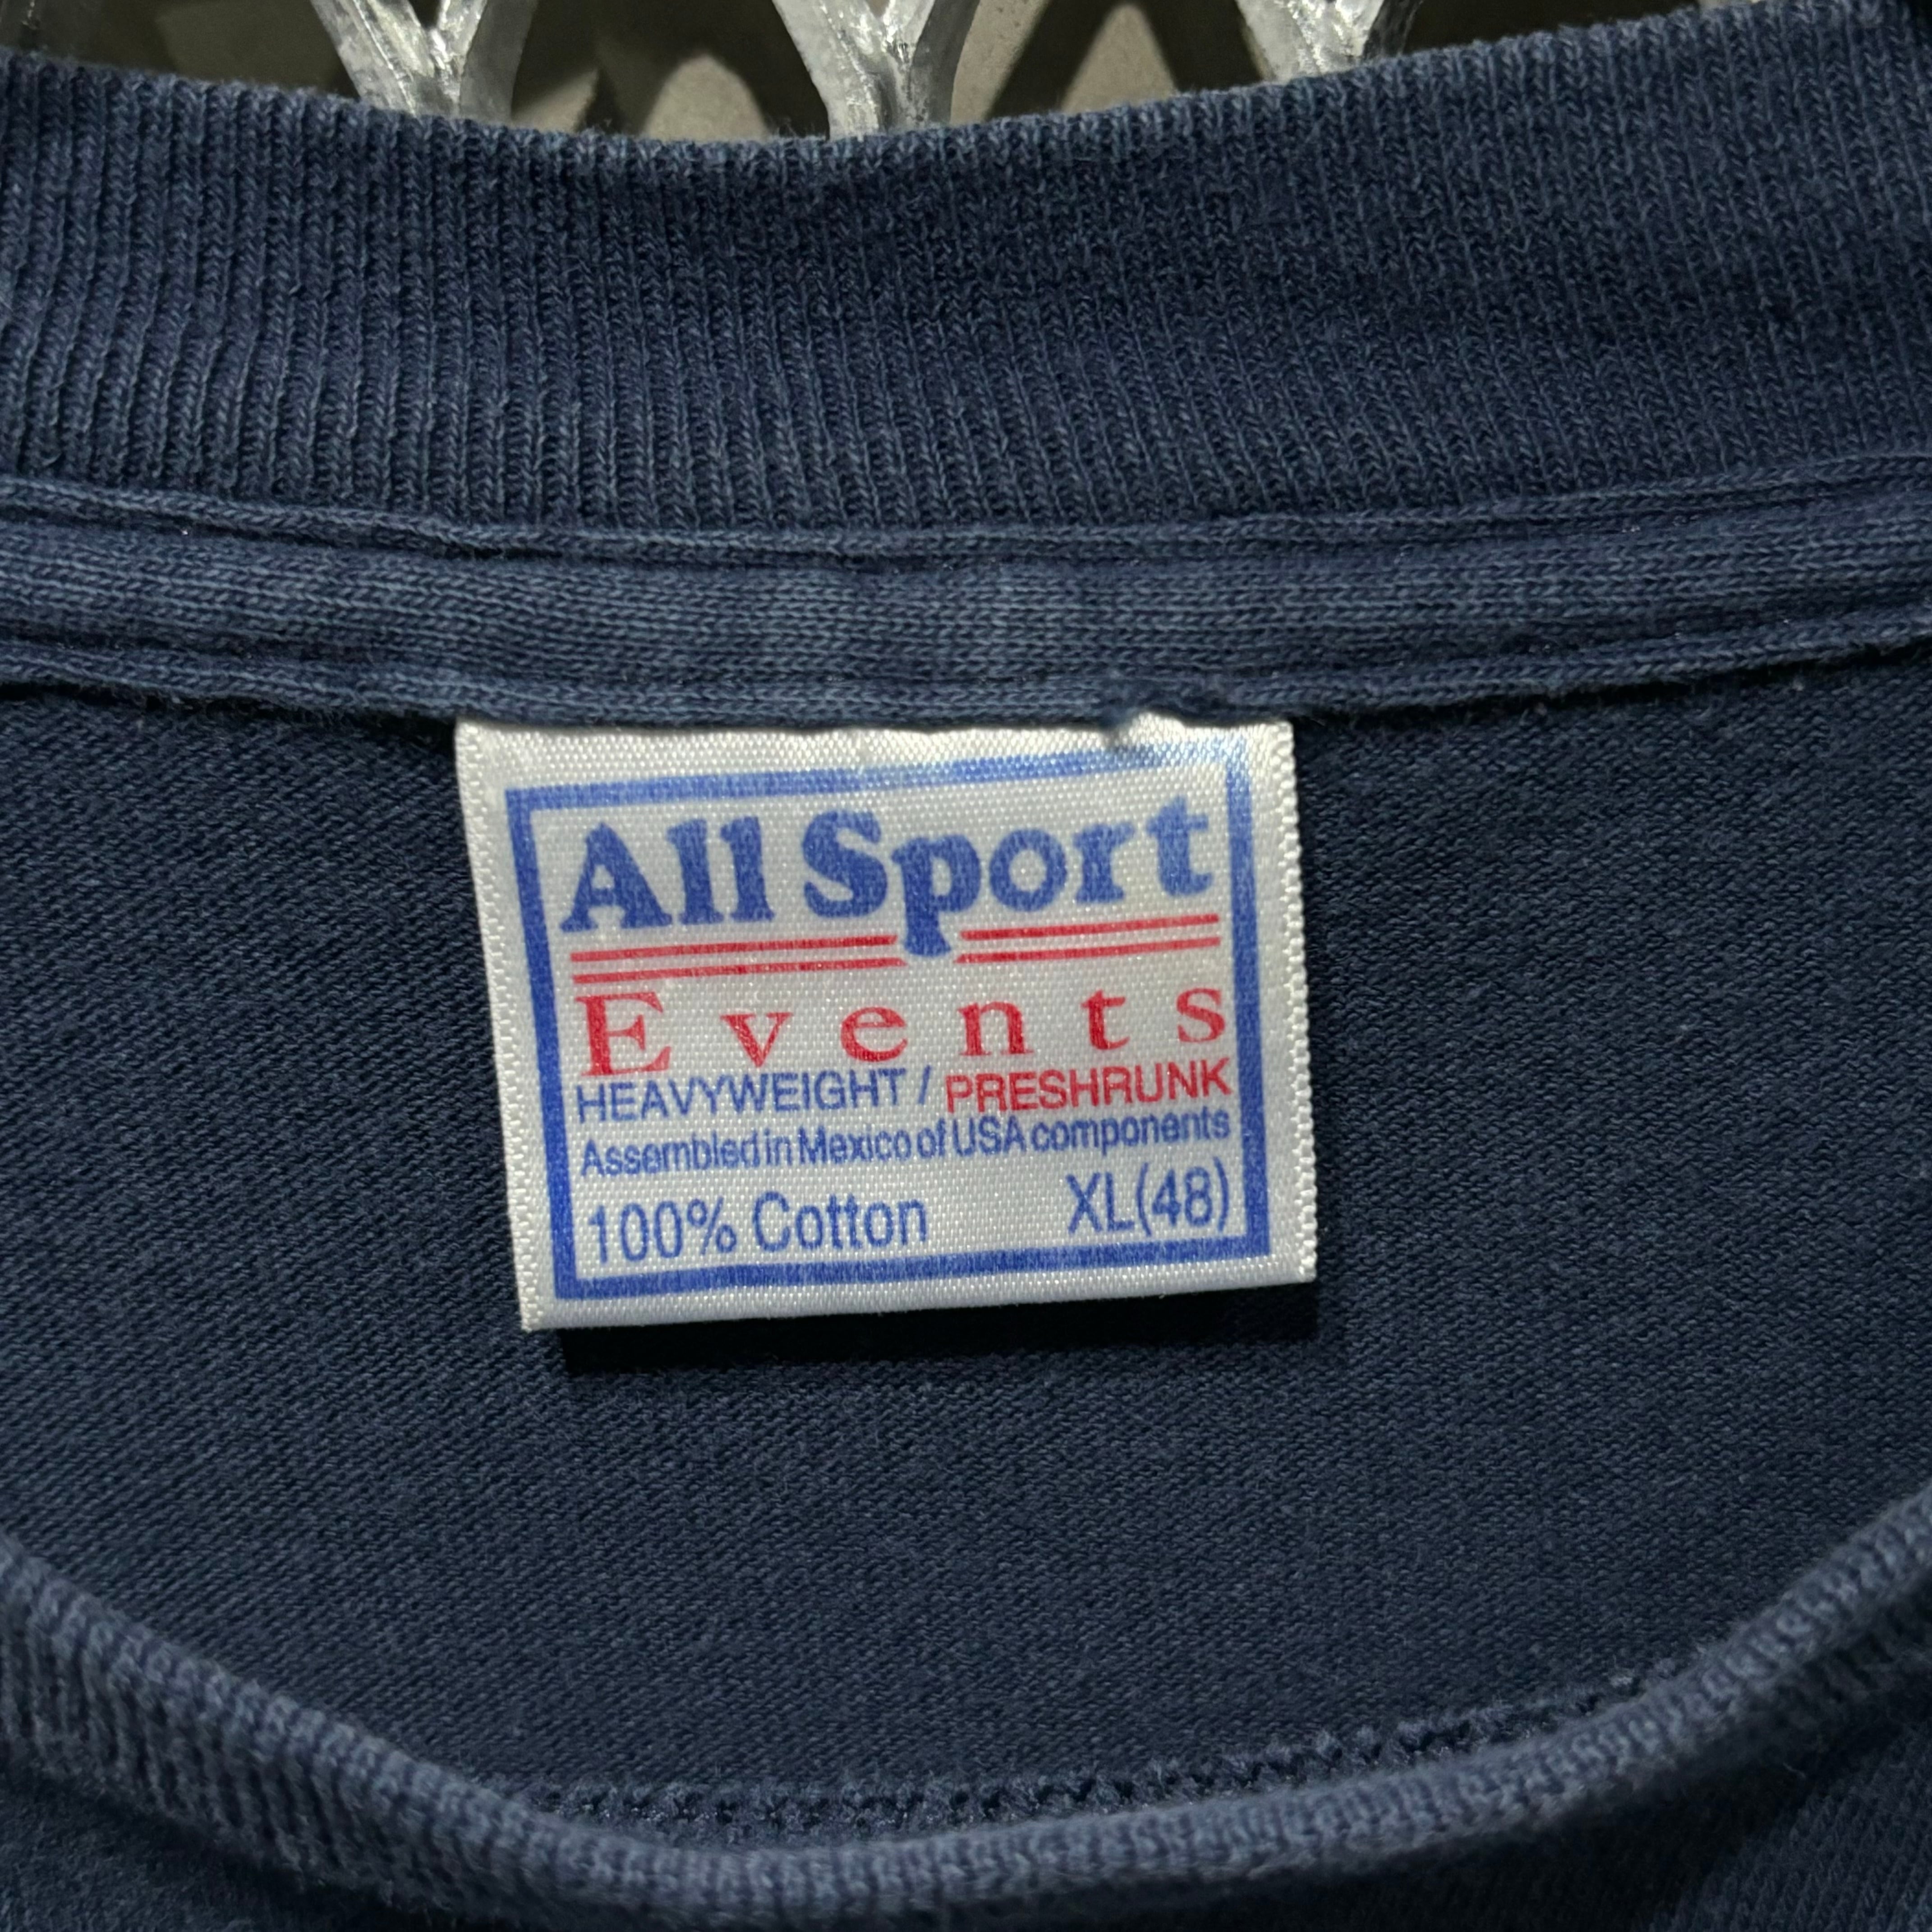 All Sport
Events
HEAVYWEIGHT / PRESHRUNK
Assembled in Mexico of USA components
100% Cotton XL(48)